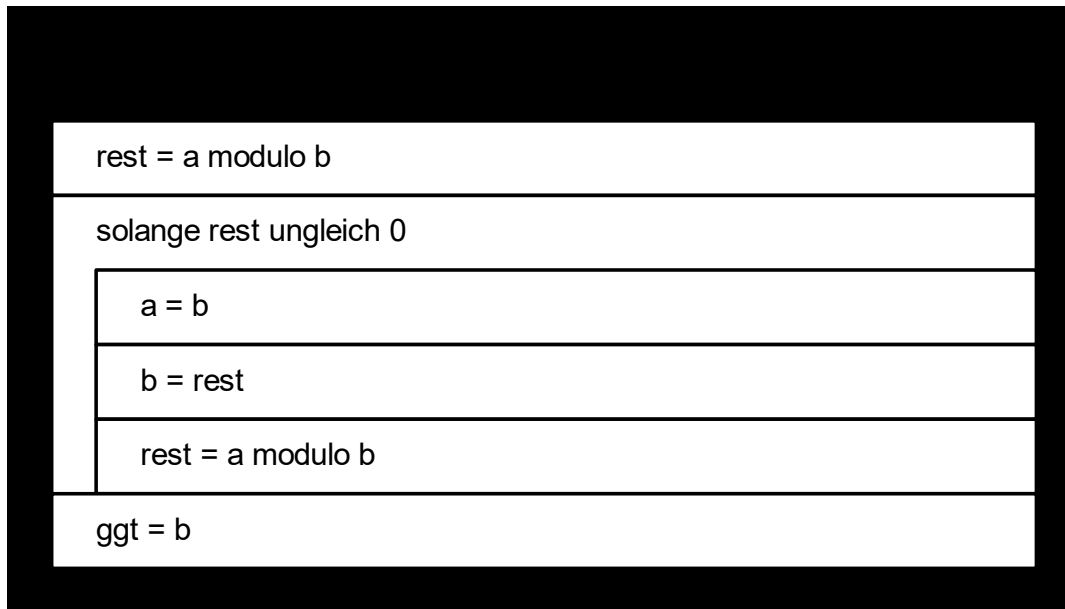 rest = a modulo b
solange rest ungleich 0
a = b
b = rest
rest = a modulo b
ggt = b